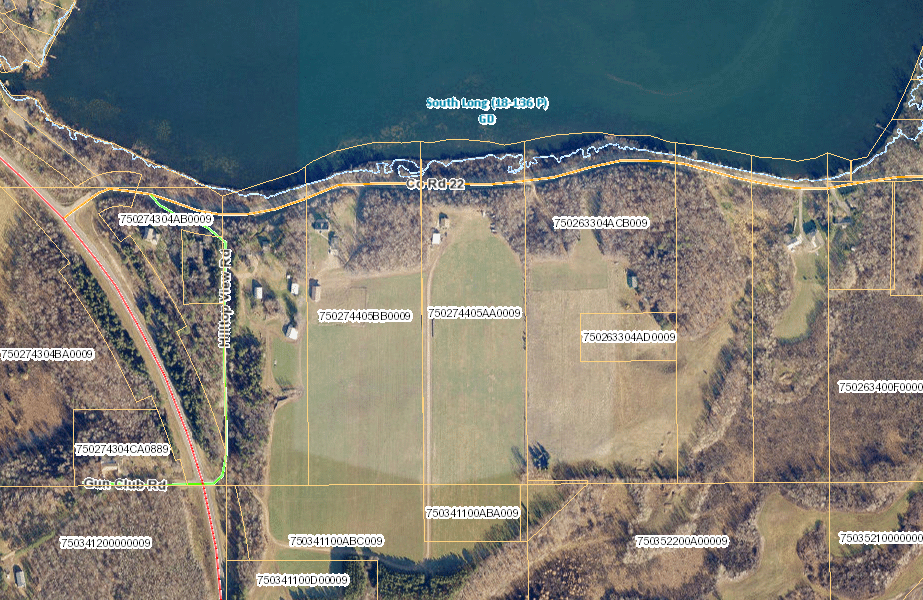 South Long (18-136 P)
GD
Co Rd 22
750274304AB0009
750263304ACB009
Hilltop View Rd
750274405BB0009
750274405AA0009
750263304AD0009
750274304BA0009
750263400F0000
750274304CA0889
Gun Club Rd
750341100ABA009
750341200000009
750341100ABC009
750352200A00009
75035210000000
750341100D00009